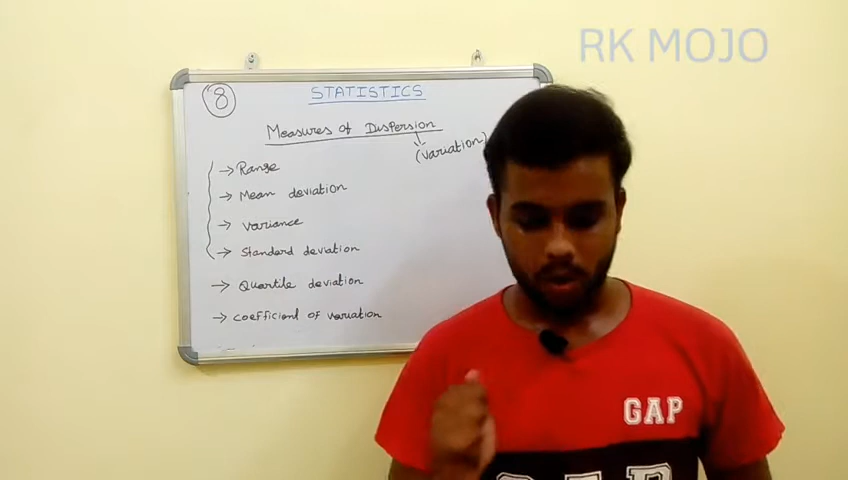 RK MOJO
8
STATISTICS
Measures of Dispersion
(variation)
→ Range
→ Mean deviation
→ variance
→ Standard deviation
→ Quartile deviation
→ coefficient of variation
GAP